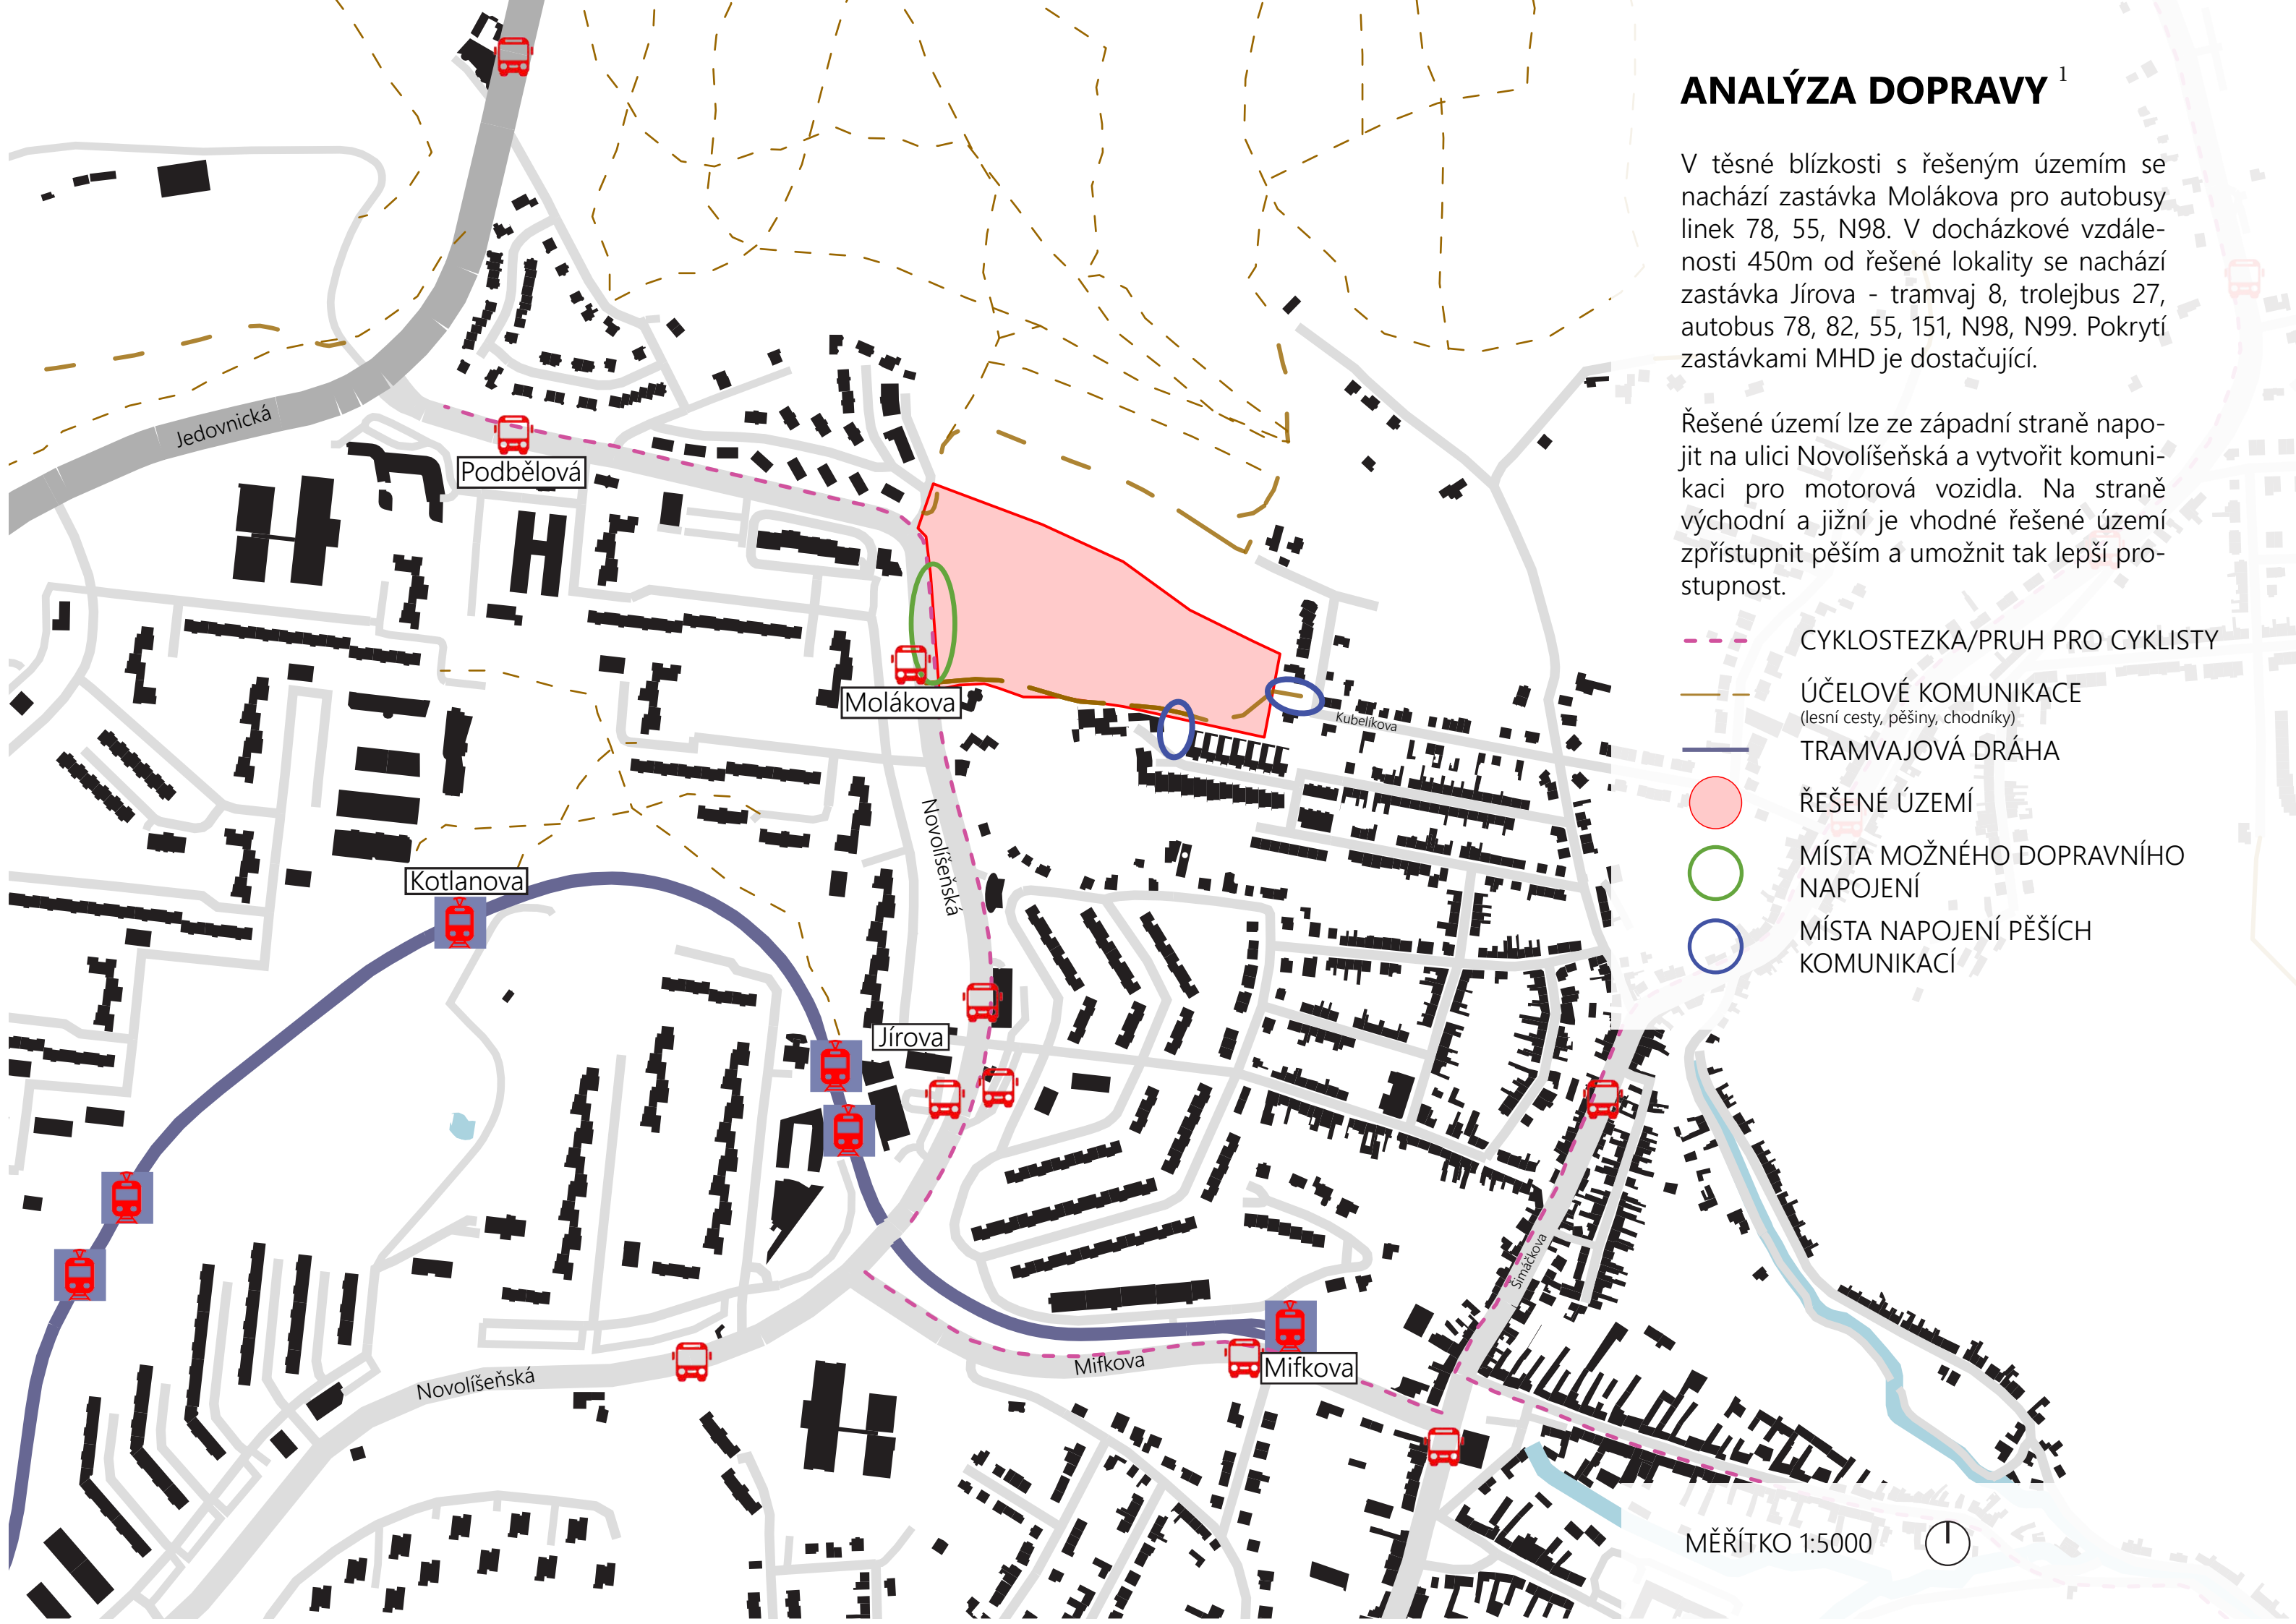 ANALÝZA DOPRAVY 1
V těsné blízkosti s řešeným územím se
nachází zastávka Molákova pro autobusy
linek 78, 55, N98. V docházkové vzdále-
nosti 450m od řešené lokality se nachází
zastávka Jírova - tramvaj 8, trolejbus 27,
autobus 78, 82, 55, 151, N98, N99. Pokrytí
zastávkami MHD je dostačující.
Řešené území lze ze západní straně napo-
jit na ulici Novolíšeňská a vytvořit komuni-
kaci pro motorová vozidla. Na straně
východní a jižní je vhodné řešené území
zpřístupnit pěším a umožnit tak lepší pro-
stupnost.
CYKLOSTEZKA/PRUH PRO CYKLISTY
ÚČELOVÉ KOMUNIKACE
(lesní cesty, pěšiny, chodníky)
TRAMVAJOVÁ DRÁHA
ŘEŠENÉ ÚZEMÍ
MÍSTA MOŽNÉHO DOPRAVNÍHO
NAPOJENÍ
MÍSTA NAPOJENÍ PĚŠÍCH
KOMUNIKACÍ
MĚŘÍTKO 1:5000
Jedovnická
Podbělová
Molákova
Kubelíkova
Novolíšeňská
Kotlanova
Jírova
Šimáčkova
Mifkova
Mifkova
Novolíšeňská